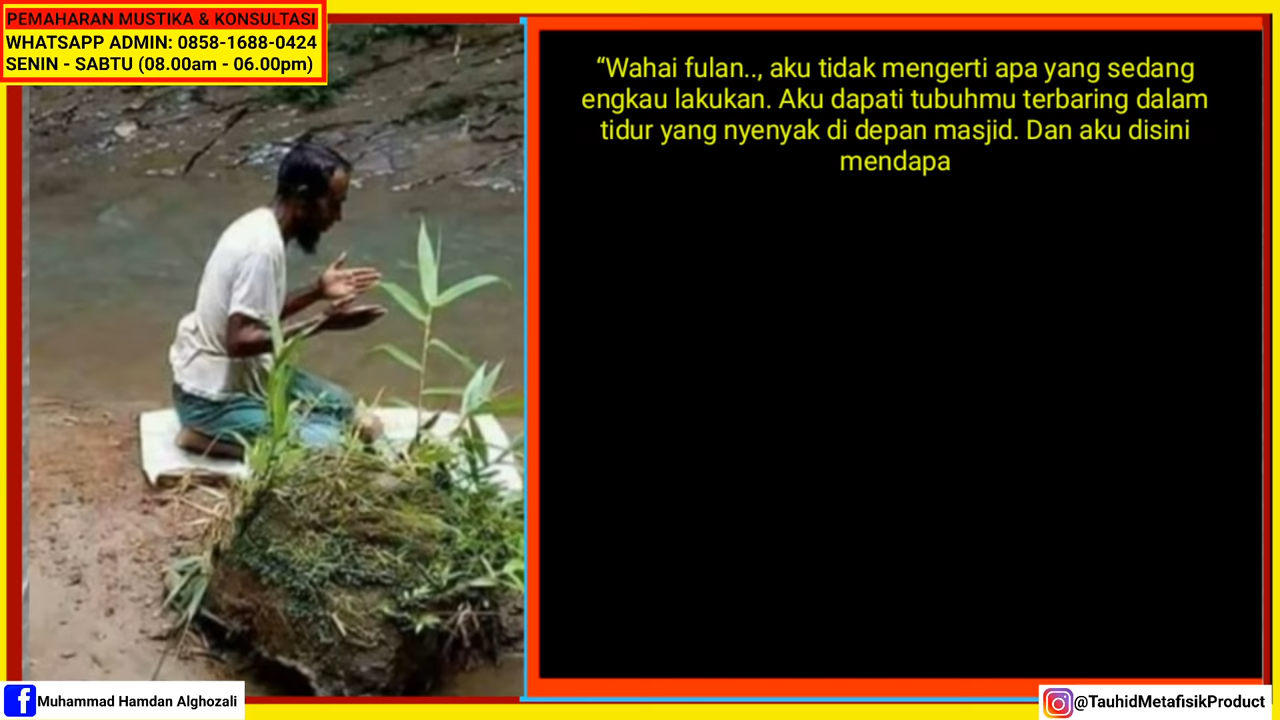 PEMAHARAN MUSTIKA & KONSULTASI
WHATSAPP ADMIN: 0858-1688-0424
SENIN - SABTU (08.00am - 06.00pm)
“Wahai fulan.., aku tidak mengerti apa yang sedang
engkau lakukan. Aku dapati tubuhmu terbaring dalam
tidur yang nyenyak di depan masjid. Dan aku disini
mendapa
Muhammad Hamdan Alghozali
@TauhidMetafisikProduct